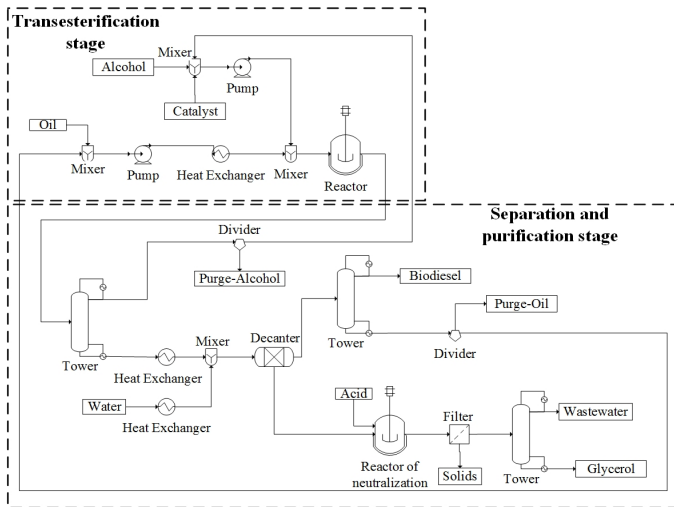 Transesterification
stage
Mixer
Alcohol
Pump
Catalyst
Oil
Mixer
Pump
Heat Exchanger
Mixer
Reactor
Separation and
purification stage
Divider
Purge-Alcohol
Biodiesel
Purge-Oil
Mixer
Decanter
Tower
Divider
Tower
Heat Exchanger
Water
Heat Exchanger
Acid
Filter
Wastewater
Reactor of
neutralization
Solids
Glycerol
Tower